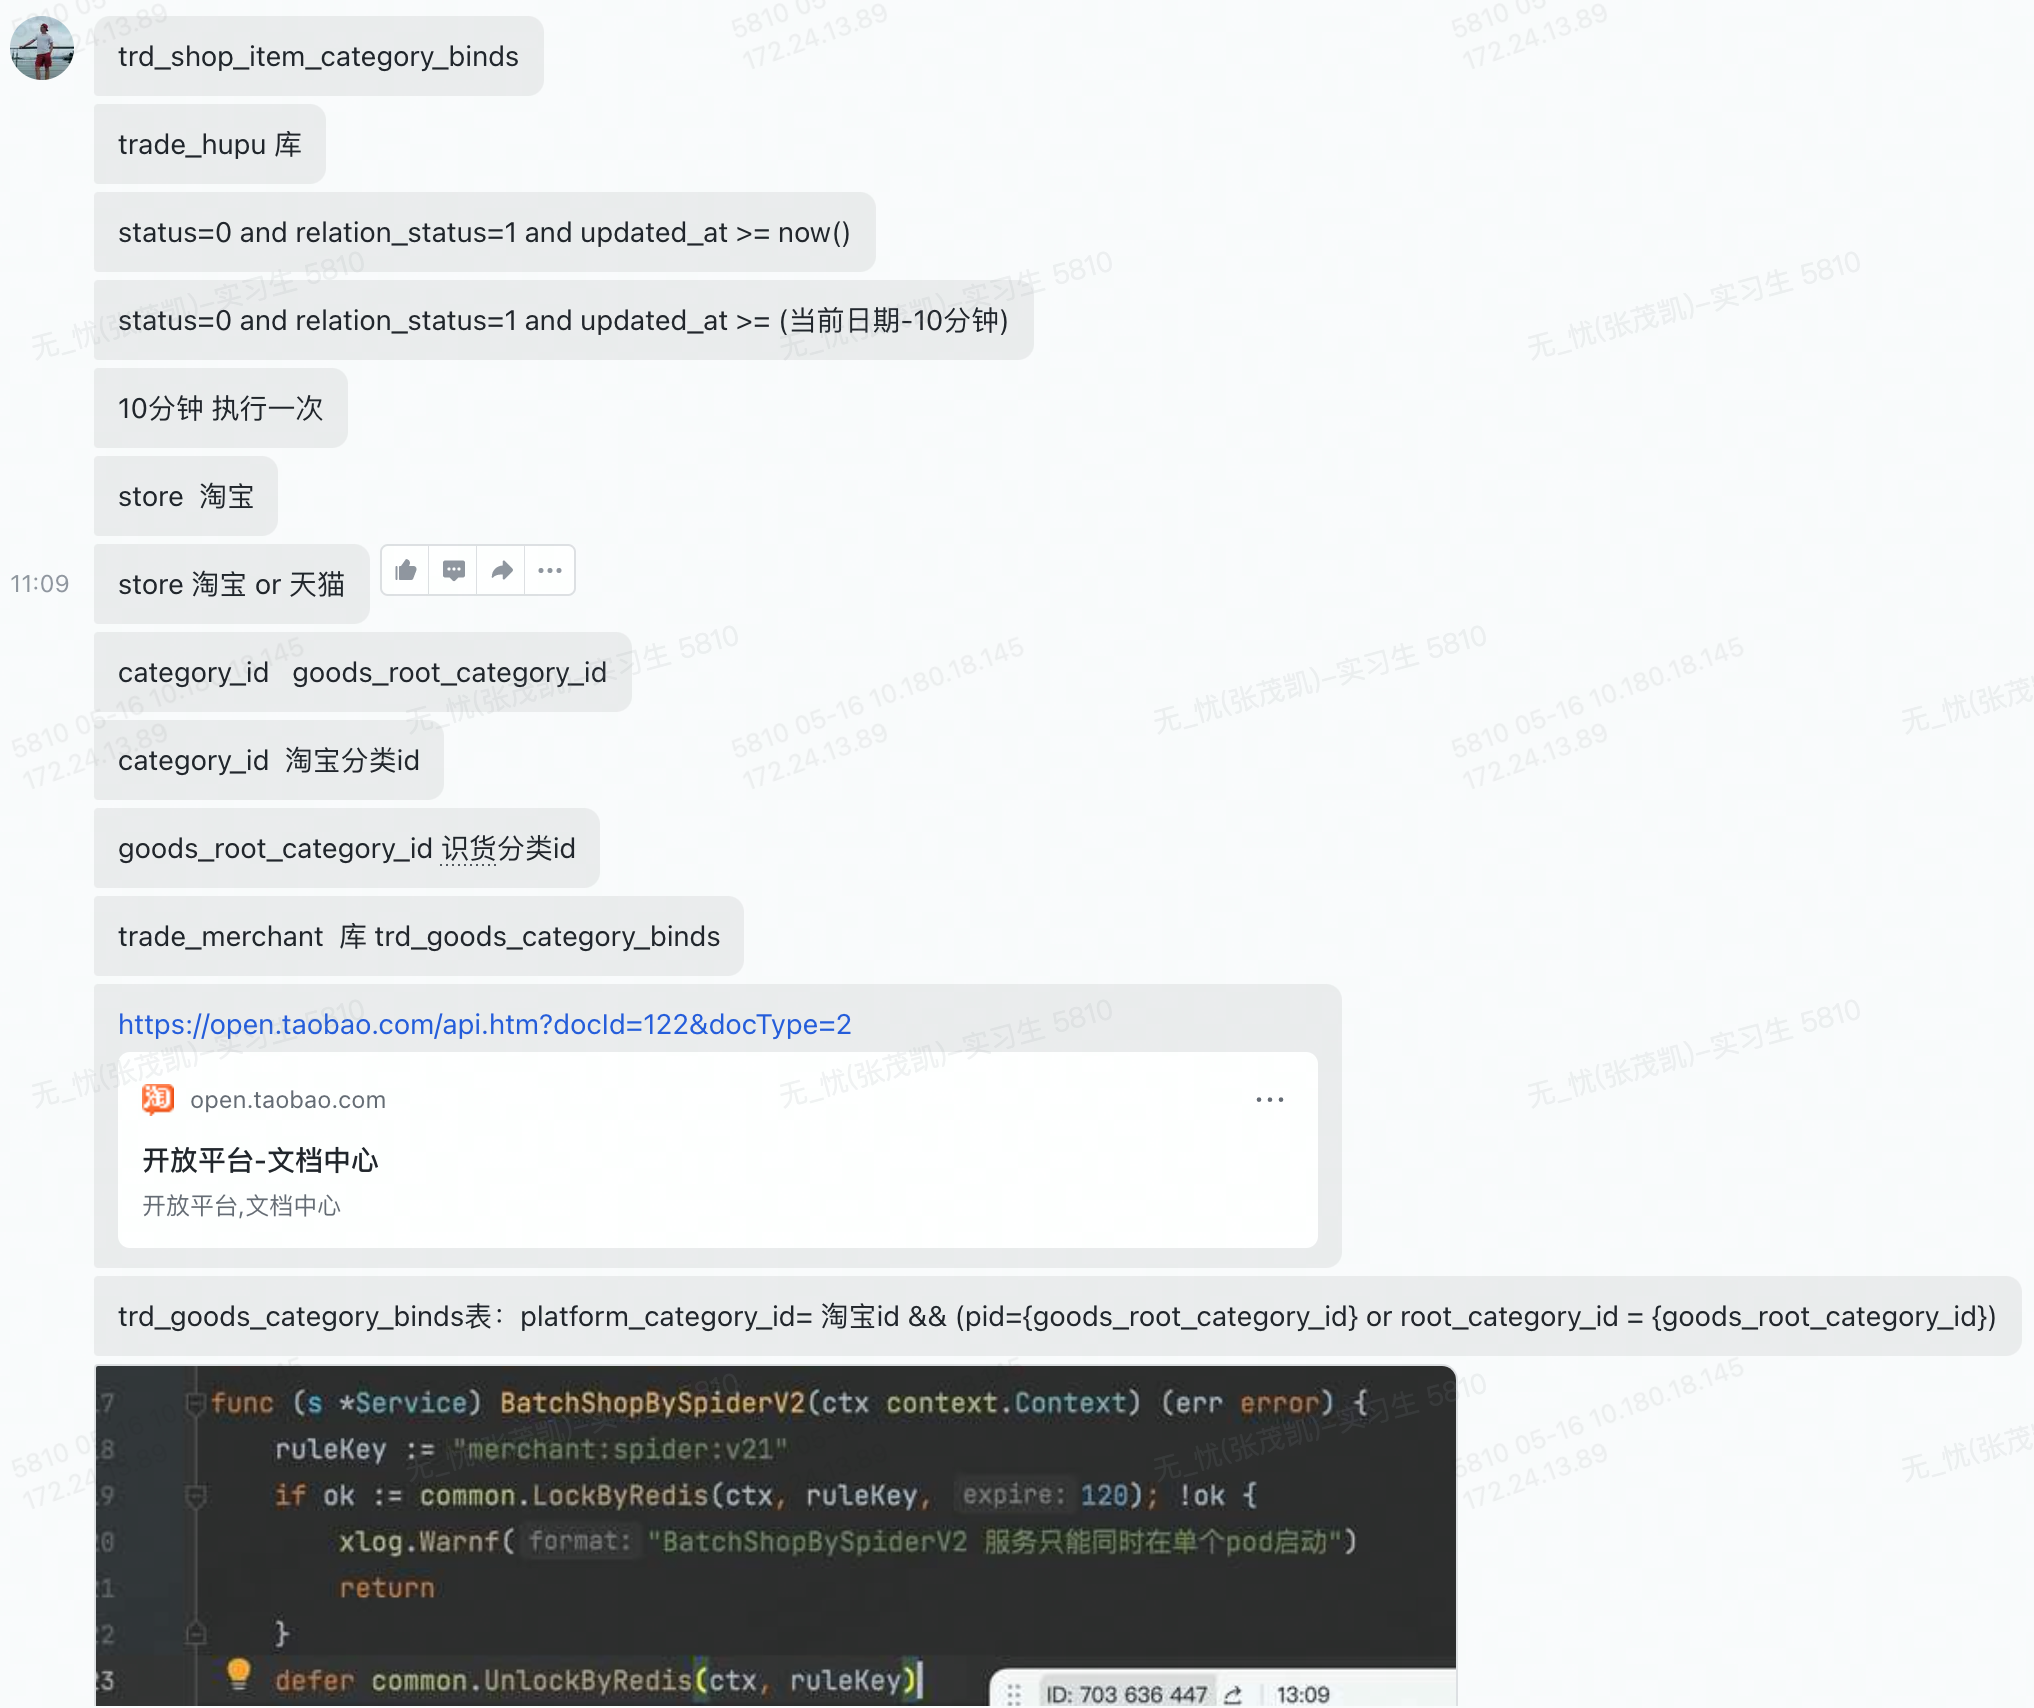 trd_shop_item_category_binds
trade_hupu 库
status=0 and relation_status=1 and updated_at >= now()
status=0 and relation_status=1 and updated_at >= (当前日期-10分钟)
10分钟 执行一次
store  淘宝
11:09
store 淘宝 or 天猫
category_id   goods_root_category_id
category_id  淘宝分类id
goods_root_category_id 识货分类id
trade_merchant  库 trd_goods_category_binds
https://open.taobao.com/api.htm?docId=122&docType=2
淘 open.taobao.com
开放平台-文档中心
开放平台,文档中心
trd_goods_category_binds表：platform_category_id= 淘宝id && (pid={goods_root_category_id} or root_category_id = {goods_root_category_id})
7 func (s *Service) BatchShopBySpiderV2(ctx context.Context) (err error) {
8 ruleKey := "merchant:spider:v21"
9 if ok := common.LockByRedis(ctx, ruleKey, expire: 120); !ok {
0 xlog.Warnf( format: "BatchShopBySpiderV2 服务只能同时在单个pod启动")
1 return
2 }
3 defer common.UnlockByRedis(ctx, ruleKey)
ID: 703 636 447 13:09
无_忧(张茂凯)-实习生 5810
5810 05-16 10.180.18.145
172.24.13.89